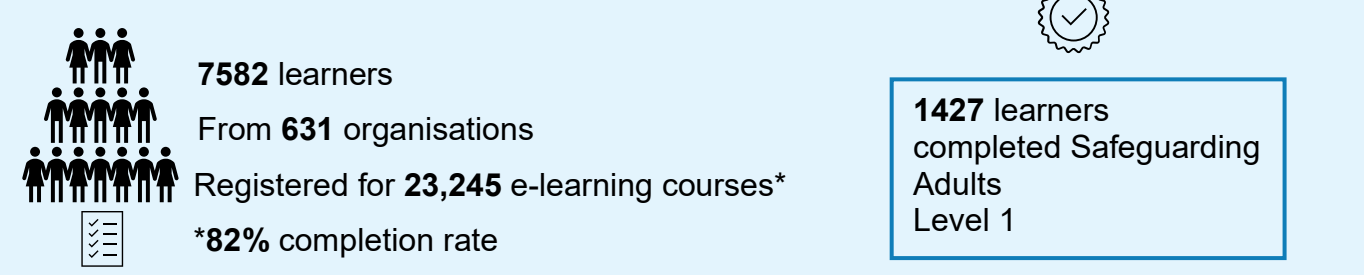 7582 learners
From 631 organisations
Registered for 23,245 e-learning courses*
*82% completion rate
1427 learners
completed Safeguarding
Adults
Level 1